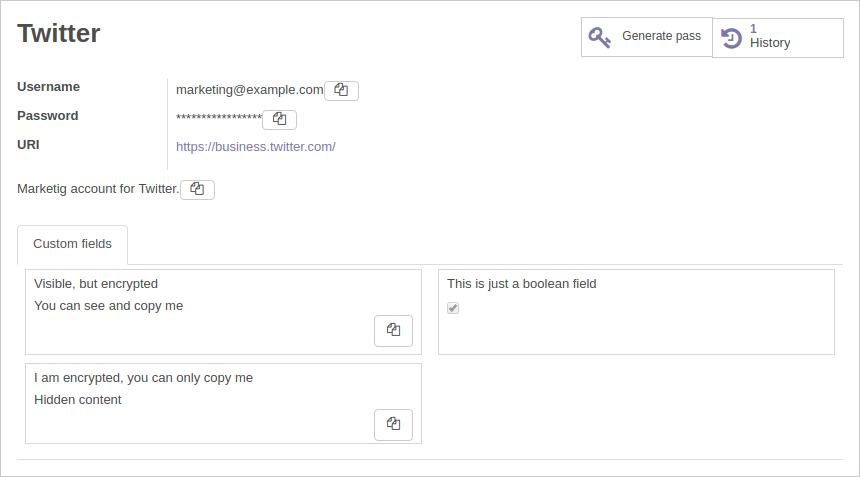 Twitter
Generate pass
1
History
Username
marketing@example.com
Password
*****************
URI
https://business.twitter.com/
Marketig account for Twitter.
Custom fields
Visible, but encrypted
You can see and copy me
This is just a boolean field
I am encrypted, you can only copy me
Hidden content